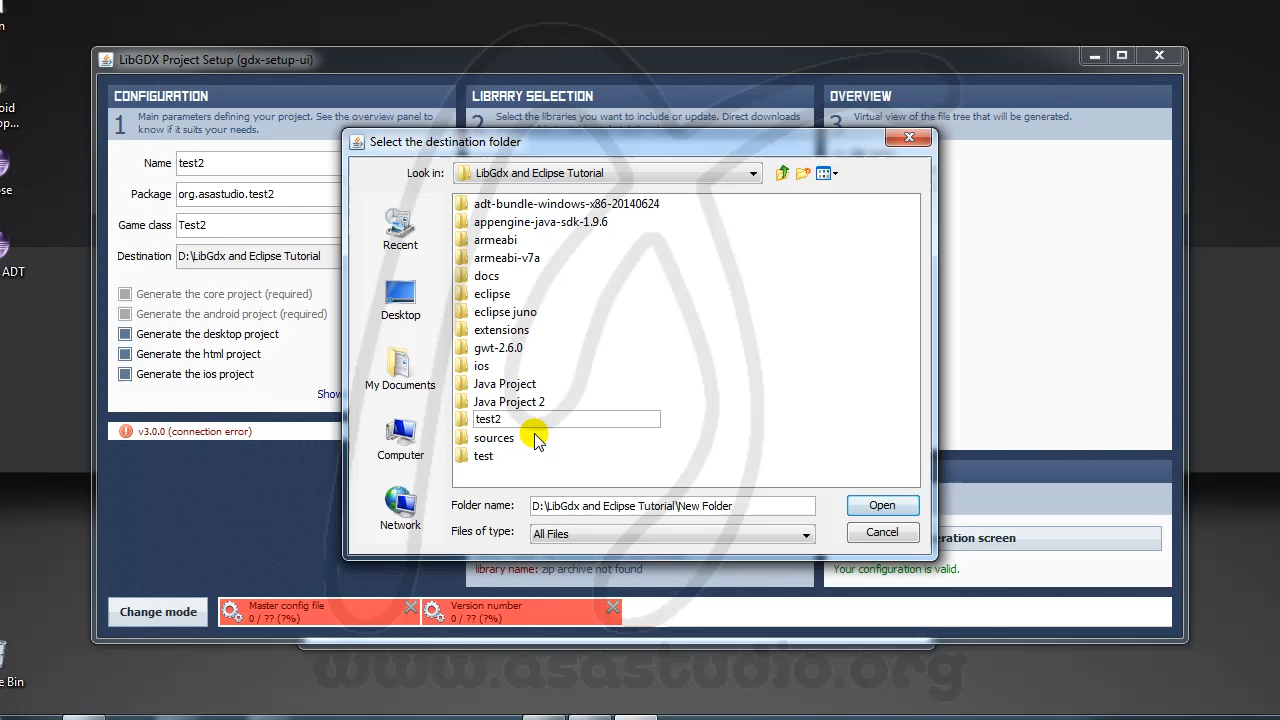 n
LibGDX Project Setup (gdx-setup-ui)
CONFIGURATION
1
Main parameters defining your project. See the overview panel to
know if it suits your needs.
LIBRARY SELECTION
2
Select the libraries you want to include or update. Direct downloads
OVERVIEW
3
Virtual view of the file tree that will be generated.
oid
op...
pse
ADT
e Bin
Name
test2
Package
org.asastudio.test2
Game class
Test2
Destination
D:\LibGdx and Eclipse Tutorial
Generate the core project (required)
Generate the android project (required)
Generate the desktop project
Generate the html project
Generate the ios project
Show
v3.0.0 (connection error)
Select the destination folder
Look in:
LibGdx and Eclipse Tutorial
Recent
Desktop
My Documents
Computer
Network
adt-bundle-windows-x86-20140624
appengine-java-sdk-1.9.6
armeabi
armeabi-v7a
docs
eclipse
eclipse juno
extensions
gwt-2.6.0
ios
Java Project
Java Project 2
test2
sources
test
Folder name:
D:\LibGdx and Eclipse Tutorial\New Folder
Open
Files of type:
All Files
Cancel
eration screen
library name: zip archive not found
Your configuration is valid.
Change mode
Master config file
0 / ?? (?%)
Version number
0 / ?? (?%)
www.asastudio.org